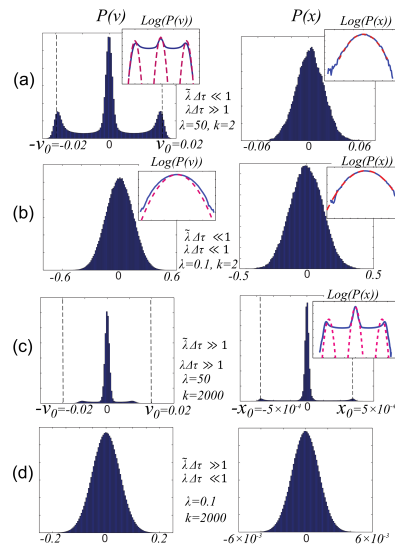 P(v)
P(x)
Log(P(v))
Log(P(x))
(a)
λ̃Δτ ≪ 1
λΔτ ≫ 1
λ=50, k=2
-v₀=-0.02
0
v₀=0.02
-0.06
0
0.06
Log(P(v))
Log(P(x))
(b)
λ̃Δτ ≪1
λΔτ ≪1
λ=0.1, k=2
-0.6
0
0.6
-0.5
0
0.5
Log(P(x))
(c)
λ̃Δτ ≫1
λΔτ ≫1
λ=50
k=2000
-v₀=-0.02
0
v₀=0.02
-x₀=-5×10⁻⁴
0
x₀=5×10⁻⁴
(d)
λ̃Δτ ≫1
λΔτ ≪1
λ=0.1
k=2000
-0.2
0
0.2
-6×10⁻³
0
6×10⁻³